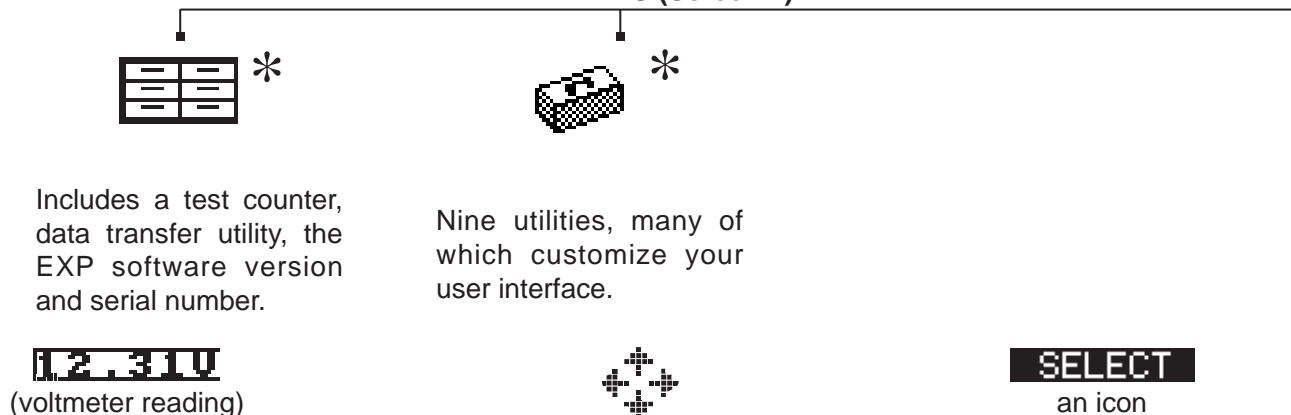 *
*
Includes a test counter,
data transfer utility, the
EXP software version
and serial number.
Nine utilities, many of
which customize your
user interface.
12.31V
(voltmeter reading)
SELECT
an icon